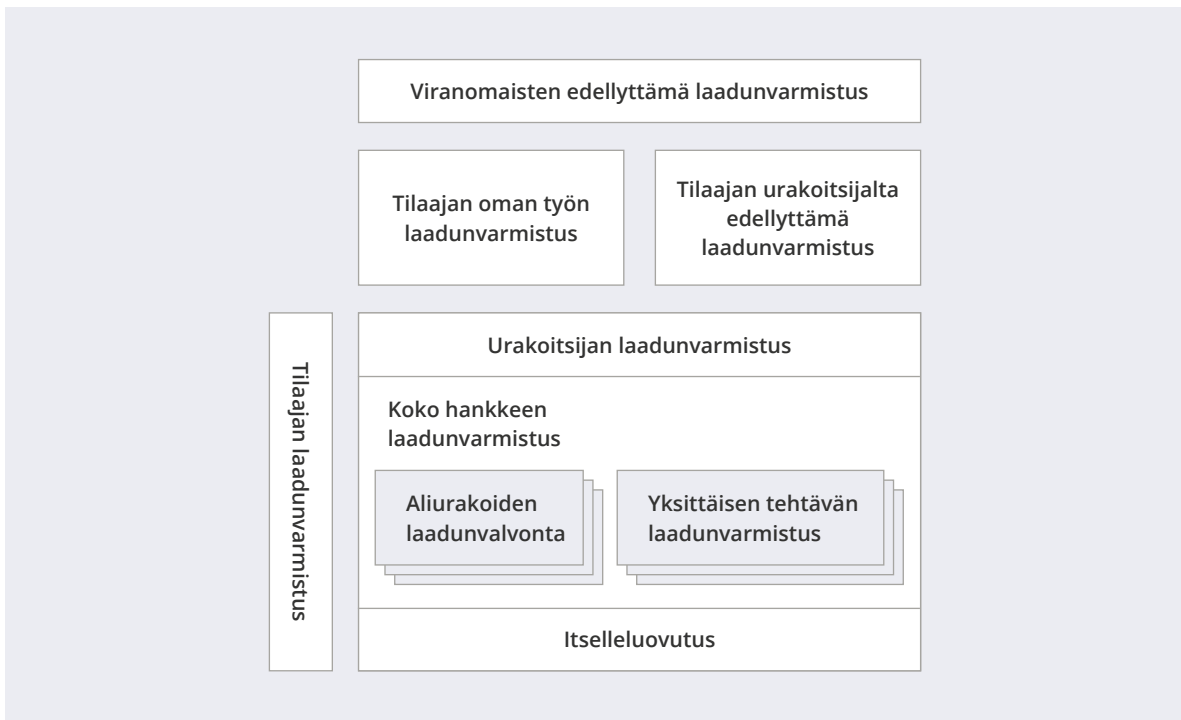 Viranomaisten edellyttämä laadunvarmistus
Tilaajan oman työn
laadunvarmistus
Tilaajan urakoitsijalta
edellyttämä
laadunvarmistus
Tilaajan laadunvarmistus
Urakoitsijan laadunvarmistus
Koko hankkeen
laadunvarmistus
Aliurakoiden
laadunvalvonta
Yksittäisen tehtävän
laadunvarmistus
Itselleluovutus